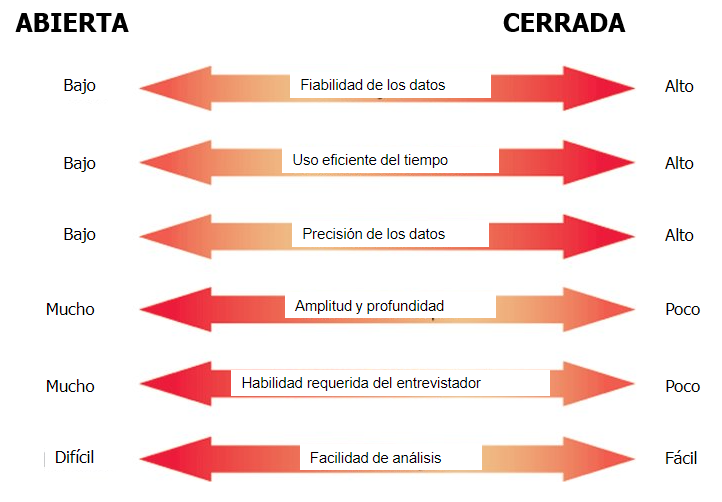 ABIERTA CERRADA
Bajo Fiabilidad de los datos Alto
Bajo Uso eficiente del tiempo Alto
Bajo Precisión de los datos Alto
Mucho Amplitud y profundidad Poco
Mucho Habilidad requerida del entrevistador Poco
Difícil Facilidad de análisis Fácil